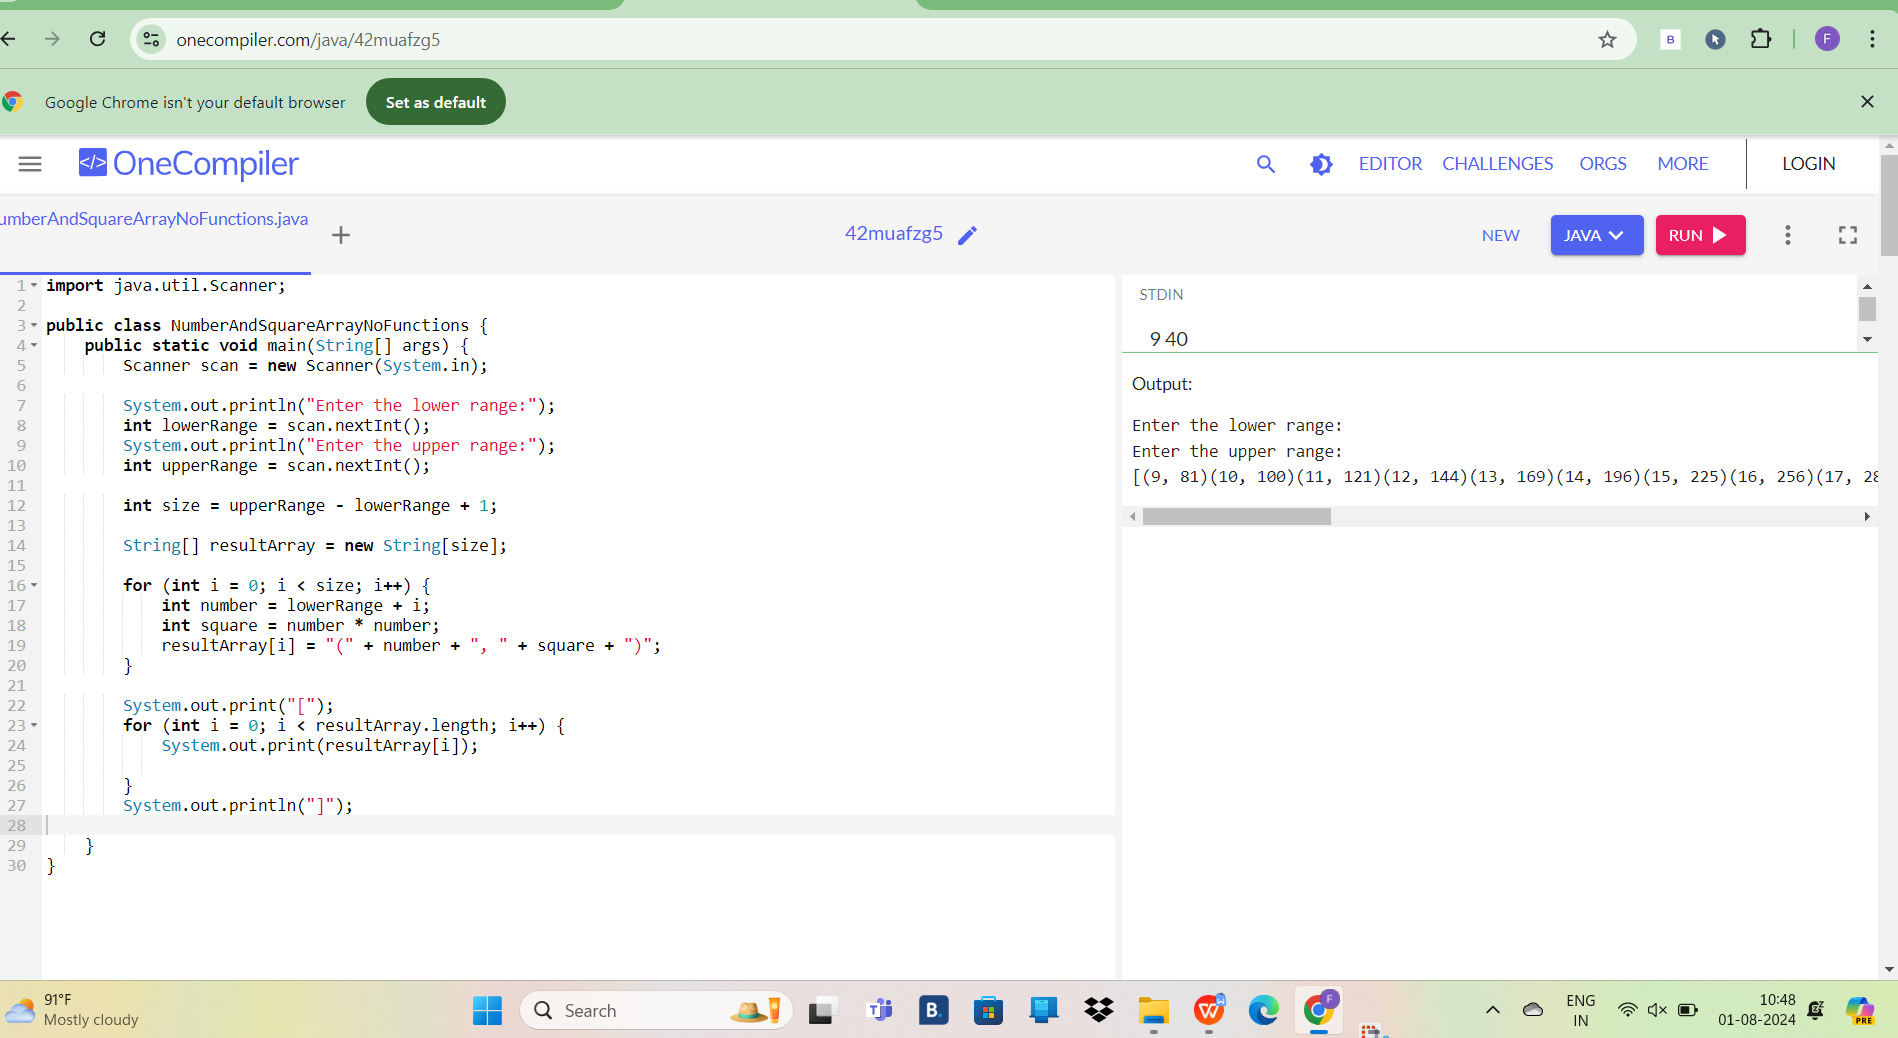 onecompiler.com/java/42muafzg5
B
F
Google Chrome isn't your default browser
Set as default
</> OneCompiler
EDITOR
CHALLENGES
ORGS
MORE
LOGIN
umberAndSquareArrayNoFunctions.java
+
42muafzg5
NEW
JAVA
RUN
1 import java.util.Scanner;
2
3 public class NumberAndSquareArrayNoFunctions {
4     public static void main(String[] args) {
5         Scanner scan = new Scanner(System.in);
6
7         System.out.println("Enter the lower range:");
8         int lowerRange = scan.nextInt();
9         System.out.println("Enter the upper range:");
10         int upperRange = scan.nextInt();
11
12         int size = upperRange - lowerRange + 1;
13
14         String[] resultArray = new String[size];
15
16         for (int i = 0; i < size; i++) {
17             int number = lowerRange + i;
18             int square = number * number;
19             resultArray[i] = "(" + number + ", " + square + ")";
20         }
21
22         System.out.print("[");
23         for (int i = 0; i < resultArray.length; i++) {
24             System.out.print(resultArray[i]);
25
26         }
27         System.out.println("]");
28
29     }
30 }
STDIN
9 40
Output:
Enter the lower range:
Enter the upper range:
[(9, 81)(10, 100)(11, 121)(12, 144)(13, 169)(14, 196)(15, 225)(16, 256)(17, 28
91°F
Mostly cloudy
Search
B.
F
ENG
IN
10:48
01-08-2024
PRE